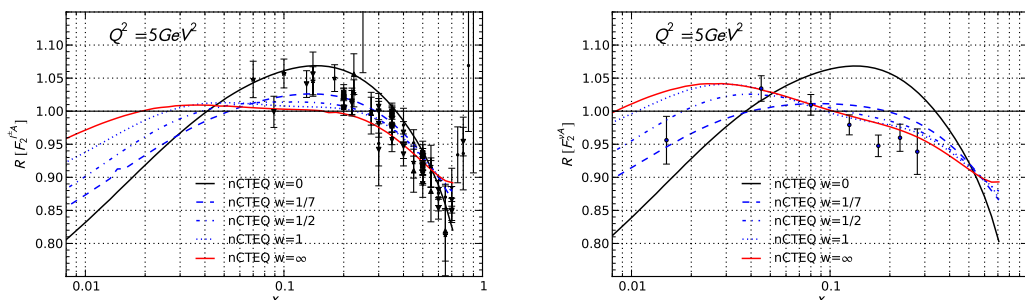 Q² =5GeV²
1.10
1.05
1.00
0.95
0.90
0.85
0.80
nCTEQ w=0
nCTEQ w=1/7
nCTEQ w=1/2
nCTEQ w=1
nCTEQ w=∞
0.01
0.1
1
x
Q² =5GeV²
1.10
1.05
1.00
0.95
0.90
0.85
0.80
nCTEQ w=0
nCTEQ w=1/7
nCTEQ w=1/2
nCTEQ w=1
nCTEQ w=∞
0.01
0.1
x